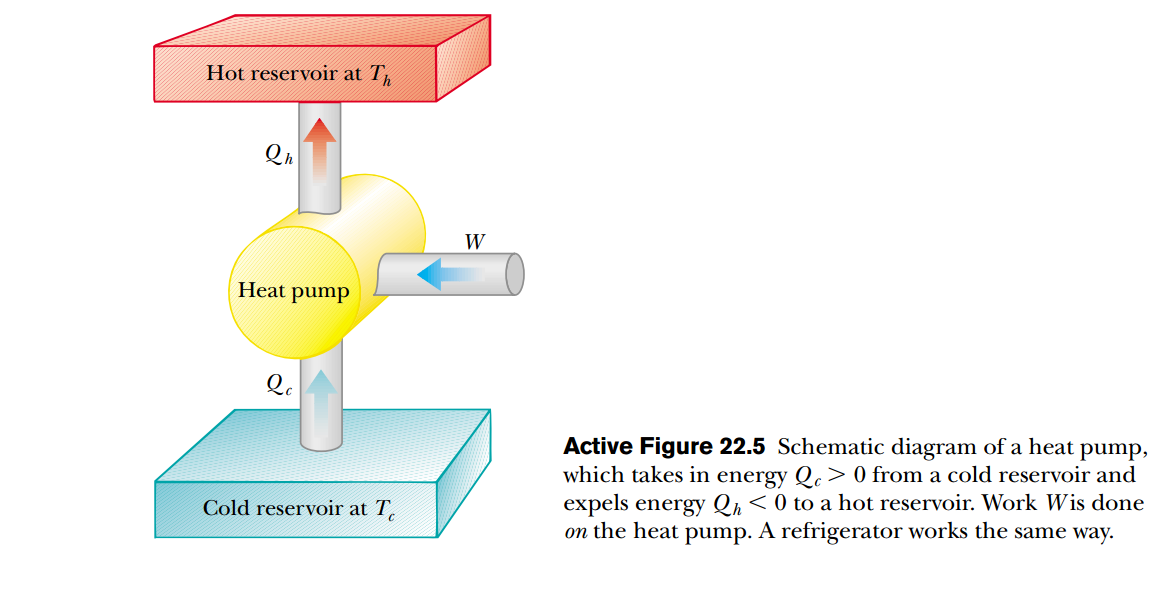 Hot reservoir at Th
Qh
W
Heat pump
Qc
Cold reservoir at Tc
Active Figure 22.5 Schematic diagram of a heat pump,
which takes in energy Qc > 0 from a cold reservoir and
expels energy Qh < 0 to a hot reservoir. Work W is done
on the heat pump. A refrigerator works the same way.